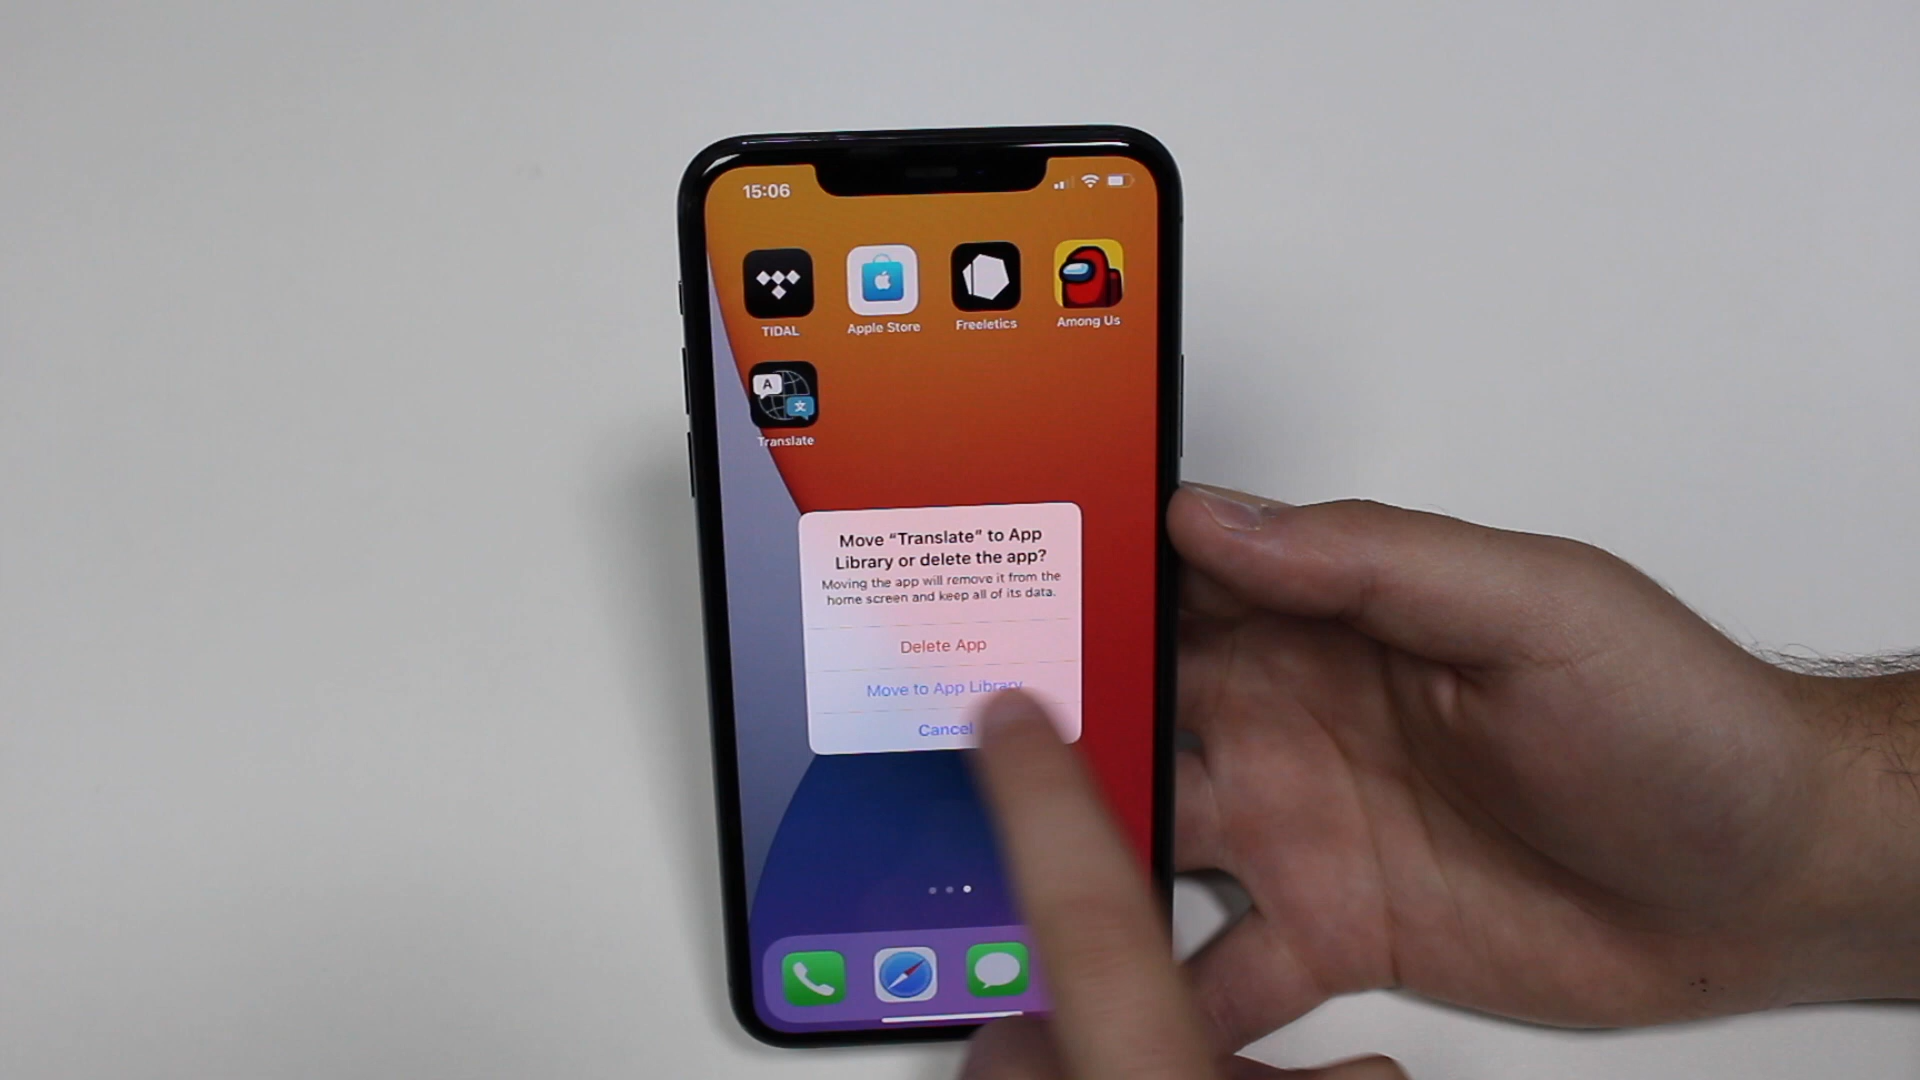 15:06
TIDAL
Apple Store
Freeletics
Among Us
A
文
Translate
Move “Translate” to App
Library or delete the app?
Moving the app will remove it from the
home screen and keep all of its data.
Delete App
Move to App Library
Cancel